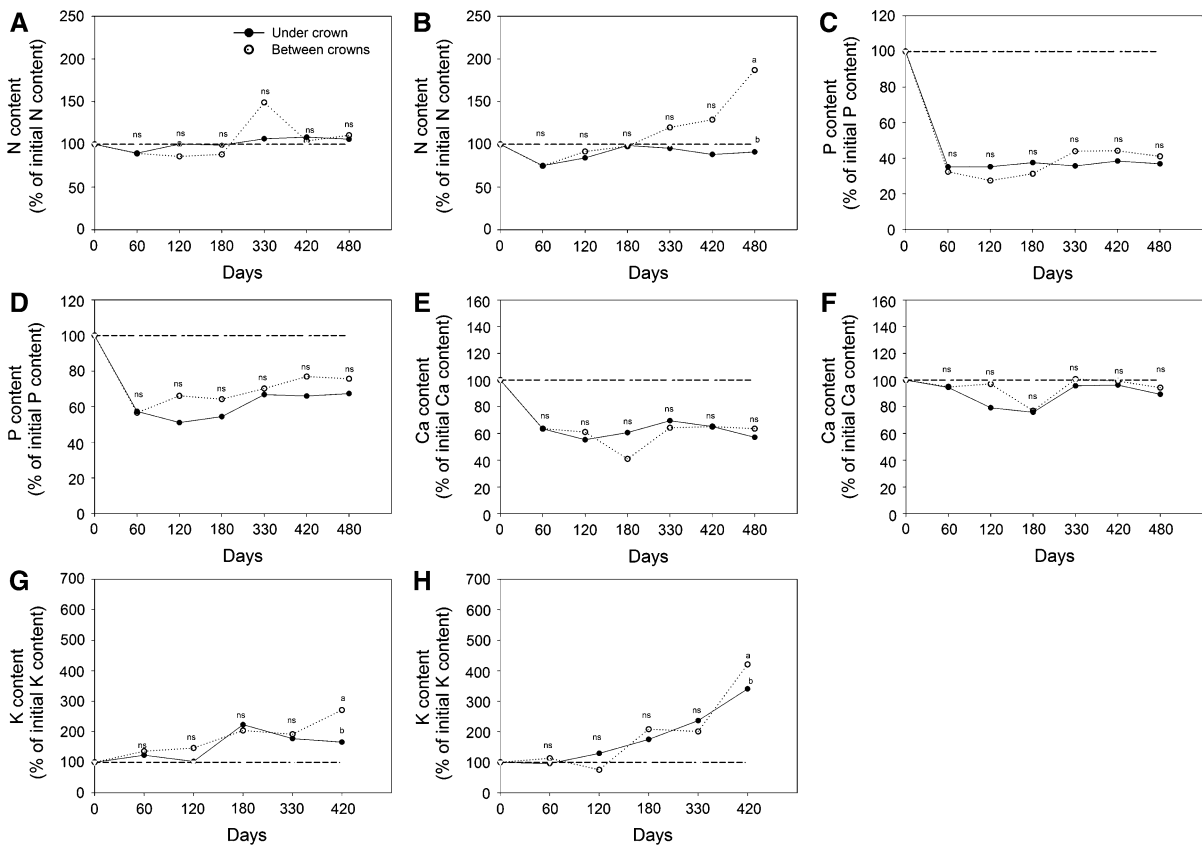 A
N content
(% of initial N content)
250
200
150
100
50
0
Under crown
Between crowns
ns
ns
ns
ns
ns
ns
0 60 120 180 330 420 480
Days
B
N content
(% of initial N content)
250
200
150
100
50
0
ns
ns
ns
ns
ns
a
b
0 60 120 180 330 420 480
Days
C
P content
(% of initial P content)
120
100
80
60
40
20
0
ns
ns
ns
ns
ns
ns
0 60 120 180 330 420 480
Days
D
P content
(% of initial P content)
120
100
80
60
40
20
0
ns
ns
ns
ns
ns
ns
0 60 120 180 330 420 480
Days
E
Ca content
(% of initial Ca content)
160
140
120
100
80
60
40
20
0
ns
ns
ns
ns
ns
ns
0 60 120 180 330 420 480
Days
F
Ca content
(% of initial Ca content)
160
140
120
100
80
60
40
20
0
ns
ns
ns
ns
ns
ns
0 60 120 180 330 420 480
Days
G
K content
(% of initial K content)
700
600
500
400
300
200
100
0
ns
ns
ns
ns
a
b
0 60 120 180 330 420
Days
H
K content
(% of initial K content)
700
600
500
400
300
200
100
0
ns
ns
ns
ns
a
b
0 60 120 180 330 420
Days